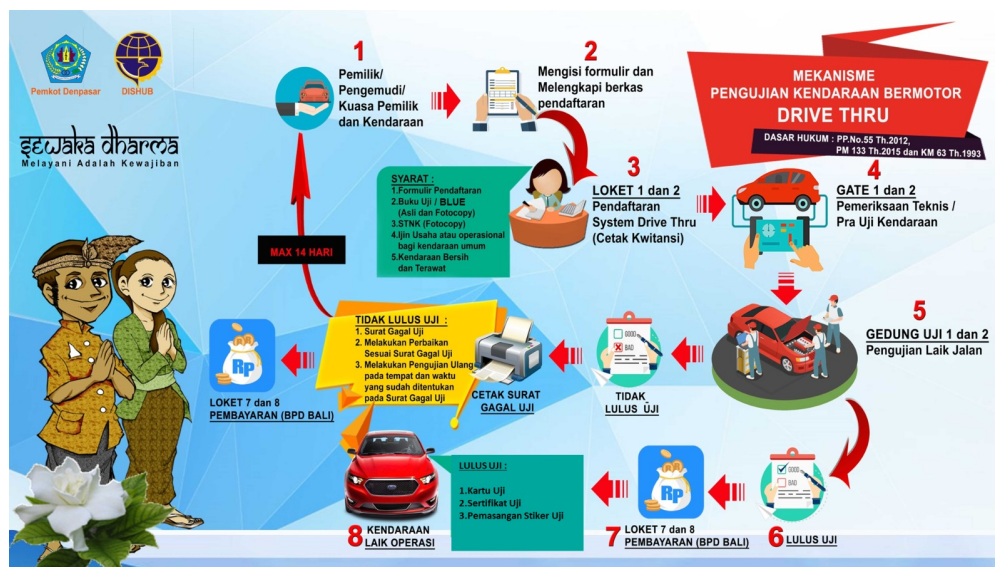 Pemkot Denpasar
DISHUB
sewaka dharma
Melayani Adalah Kewajiban
1
Pemilik/
Pengemudi/
Kuasa Pemilik
dan Kendaraan
2
Mengisi formulir dan
Melengkapi berkas
pendaftaran
MEKANISME
PENGUJIAN KENDARAAN BERMOTOR
DRIVE THRU
DASAR HUKUM : PP.No.55 Th.2012,
PM 133 Th.2015 dan KM 63 Th.1993
SYARAT :
1.Formulir Pendaftaran
2.Buku Uji / BLUE
(Asli dan Fotocopy)
3.STNK (Fotocopy)
4.Ijin Usaha atau operasional
bagi kendaraan umum
5.Kendaraan Bersih
dan Terawat
3
LOKET 1 dan 2
Pendaftaran
System Drive Thru
(Cetak Kwitansi)
4
GATE 1 dan 2
Pemeriksaan Teknis /
Pra Uji Kendaraan
MAX 14 HARI
5
GEDUNG UJI 1 dan 2
Pengujian Laik Jalan
GOOD
BAD
TIDAK
LULUS UJI
CETAK SURAT
GAGAL UJI
TIDAK LULUS UJI :
1. Surat Gagal Uji
2. Melakukan Perbaikan
Sesuai Surat Gagal Uji
3. Melakukan Pengujian Ulang
pada tempat dan waktu
yang sudah ditentukan
pada Surat Gagal Uji
Rp
LOKET 7 dan 8
PEMBAYARAN (BPD BALI)
GOOD
BAD
6 LULUS UJI
Rp
7 LOKET 7 dan 8
PEMBAYARAN (BPD BALI)
LULUS UJI :
1.Kartu Uji
2.Sertifikat Uji
3.Pemasangan Stiker Uji
8 KENDARAAN
LAIK OPERASI